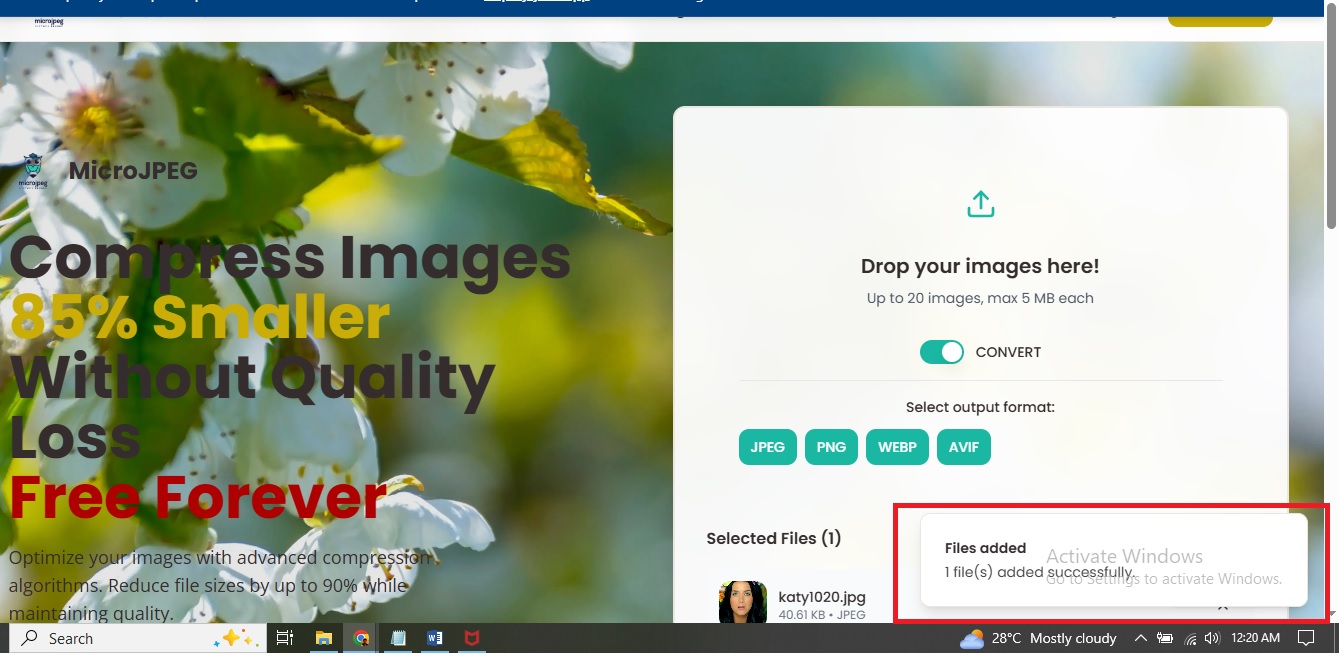 microjpeg
MicroJPEG
Compress Images
85% Smaller
Without Quality
Loss
Free Forever
Optimize your images with advanced compression
algorithms. Reduce file sizes by up to 90% while
maintaining quality.
Drop your images here!
Up to 20 images, max 5 MB each
CONVERT
Select output format:
JPEG PNG WEBP AVIF
Selected Files (1)
katy1020.jpg
40.61 KB • JPEG
Files added
1 file(s) added successfully.
Activate Windows
Go to Settings to activate Windows.
Search
28°C Mostly cloudy
12:20 AM